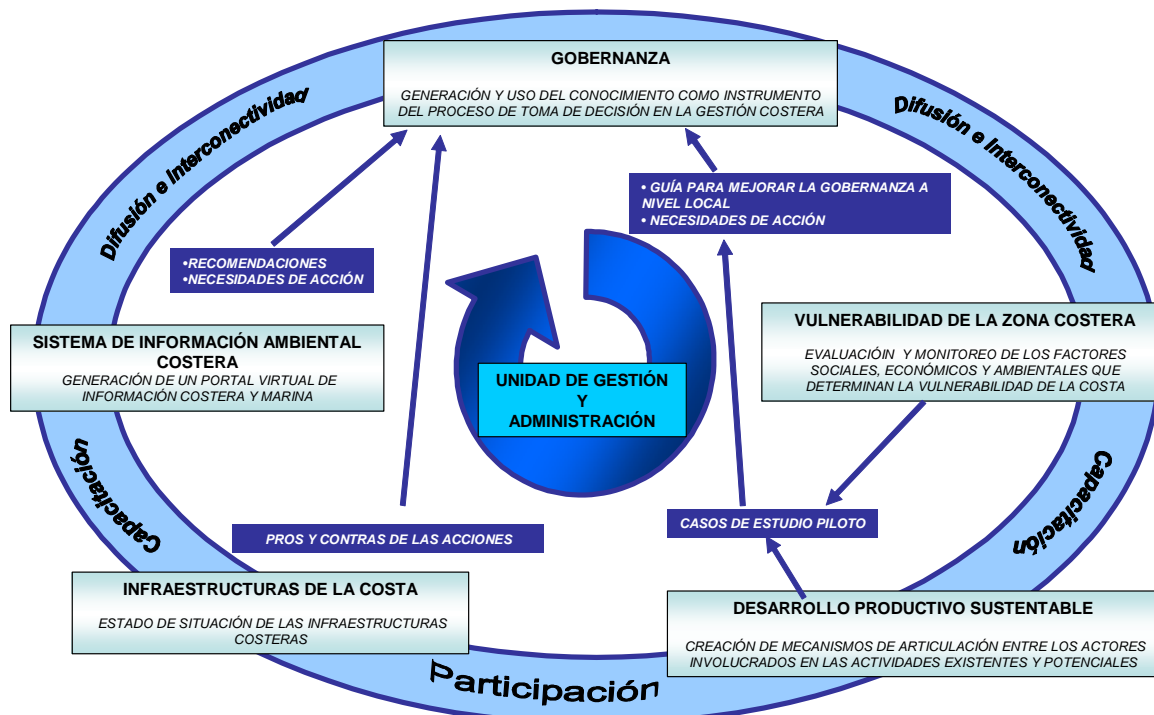 GOBERNANZA
GENERACIÓN Y USO DEL CONOCIMIENTO COMO INSTRUMENTO
DEL PROCESO DE TOMA DE DECISIÓN EN LA GESTIÓN COSTERA
Difusión e Interconectividad
Difusión e Interconectividad
• GUÍA PARA MEJORAR LA GOBERNANZA A
NIVEL LOCAL
• NECESIDADES DE ACCIÓN
•RECOMENDACIONES
•NECESIDADES DE ACCIÓN
SISTEMA DE INFORMACIÓN AMBIENTAL
COSTERA
GENERACIÓN DE UN PORTAL VIRTUAL DE
INFORMACIÓN COSTERA Y MARINA
VULNERABILIDAD DE LA ZONA COSTERA
EVALUACIÍN Y MONITOREO DE LOS FACTORES
SOCIALES, ECONÓMICOS Y AMBIENTALES QUE
DETERMINAN LA VULNERABILIDAD DE LA COSTA
UNIDAD DE GESTIÓN
Y
ADMINISTRACIÓN
Capacitación
Capacitación
PROS Y CONTRAS DE LAS ACCIONES
CASOS DE ESTUDIO PILOTO
INFRAESTRUCTURAS DE LA COSTA
ESTADO DE SITUACIÓN DE LAS INFRAESTRUCTURAS
COSTERAS
DESARROLLO PRODUCTIVO SUSTENTABLE
CREACIÓN DE MECANISMOS DE ARTICULACIÓN ENTRE LOS ACTORES
INVOLUCRADOS EN LAS ACTIVIDADES EXISTENTES Y POTENCIALES
Participación